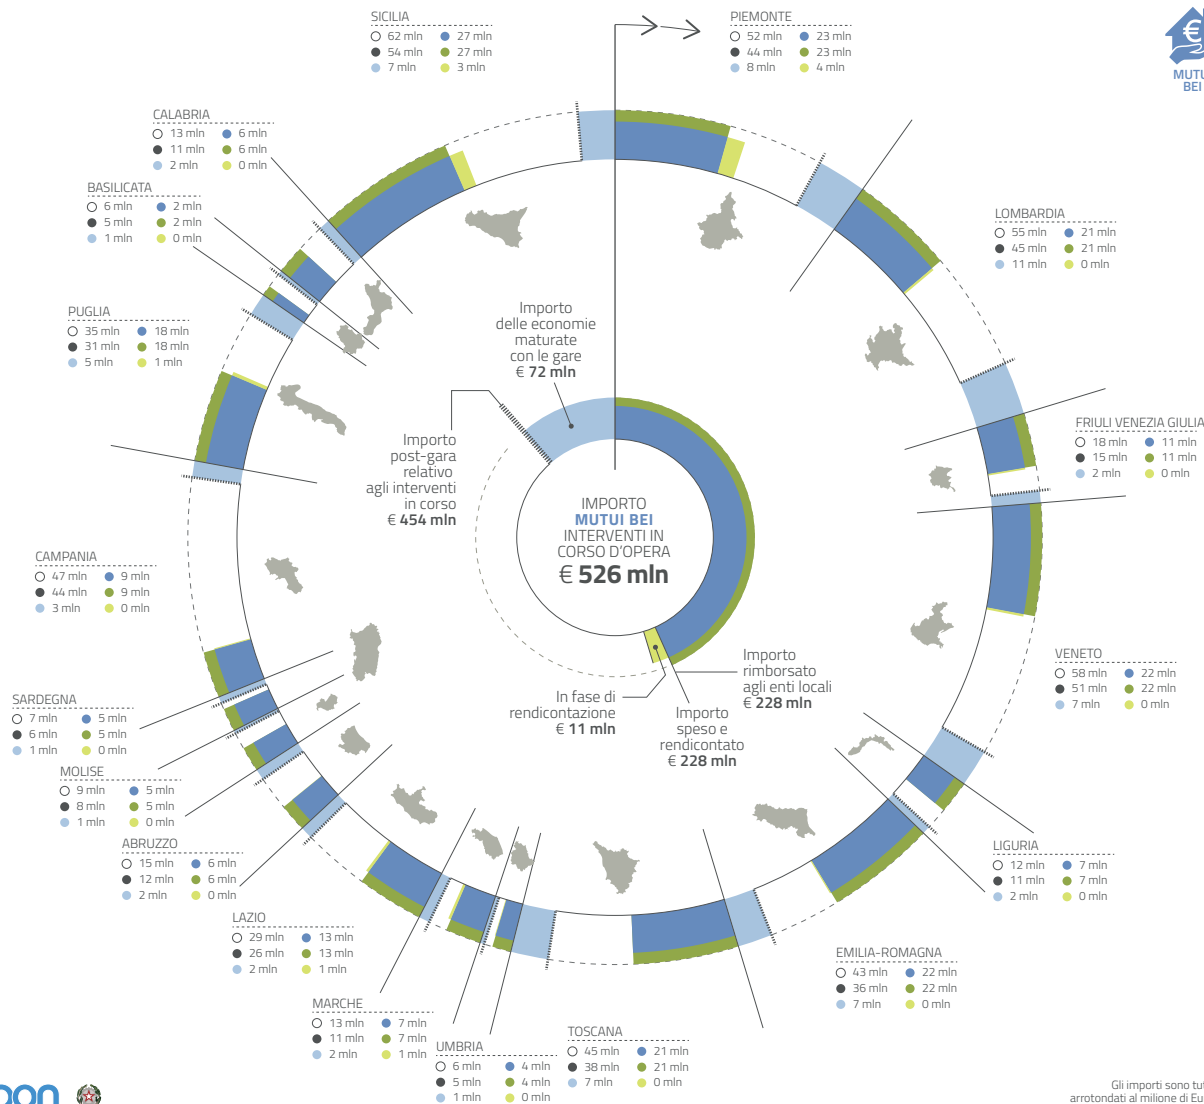 SICILIA
62 mln 27 mln
54 mln 27 mln
7 mln 3 mln
PIEMONTE
52 mln 23 mln
44 mln 23 mln
8 mln 4 mln
€
MUTUI
BEI
CALABRIA
13 mln 6 mln
11 mln 6 mln
2 mln 0 mln
BASILICATA
6 mln 2 mln
5 mln 2 mln
1 mln 0 mln
LOMBARDIA
55 mln 21 mln
45 mln 21 mln
11 mln 0 mln
PUGLIA
35 mln 18 mln
31 mln 18 mln
5 mln 1 mln
Importo
delle economie
maturate
con le gare
€ 72 mln
FRIULI VENEZIA GIULIA
18 mln 11 mln
15 mln 11 mln
2 mln 0 mln
Importo
post-gara
relativo
agli interventi
in corso
€ 454 mln
IMPORTO
MUTUI BEI
INTERVENTI IN
CORSO D'OPERA
€ 526 mln
CAMPANIA
47 mln 9 mln
44 mln 9 mln
3 mln 0 mln
Importo
rimborsato
agli enti locali
€ 228 mln
In fase di
rendicontazione
€ 11 mln
Importo
speso e
rendicontato
€ 228 mln
VENETO
58 mln 22 mln
51 mln 22 mln
7 mln 0 mln
SARDEGNA
7 mln 5 mln
6 mln 5 mln
1 mln 0 mln
MOLISE
9 mln 5 mln
8 mln 5 mln
1 mln 0 mln
ABRUZZO
15 mln 6 mln
12 mln 6 mln
2 mln 0 mln
LIGURIA
12 mln 7 mln
11 mln 7 mln
2 mln 0 mln
LAZIO
29 mln 13 mln
26 mln 13 mln
2 mln 1 mln
EMILIA-ROMAGNA
43 mln 22 mln
36 mln 22 mln
7 mln 0 mln
MARCHE
13 mln 7 mln
11 mln 7 mln
2 mln 1 mln
UMBRIA
6 mln 4 mln
5 mln 4 mln
1 mln 0 mln
TOSCANA
45 mln 21 mln
38 mln 21 mln
7 mln 0 mln
Gli importi sono tut
arrotondati al milione di Eu